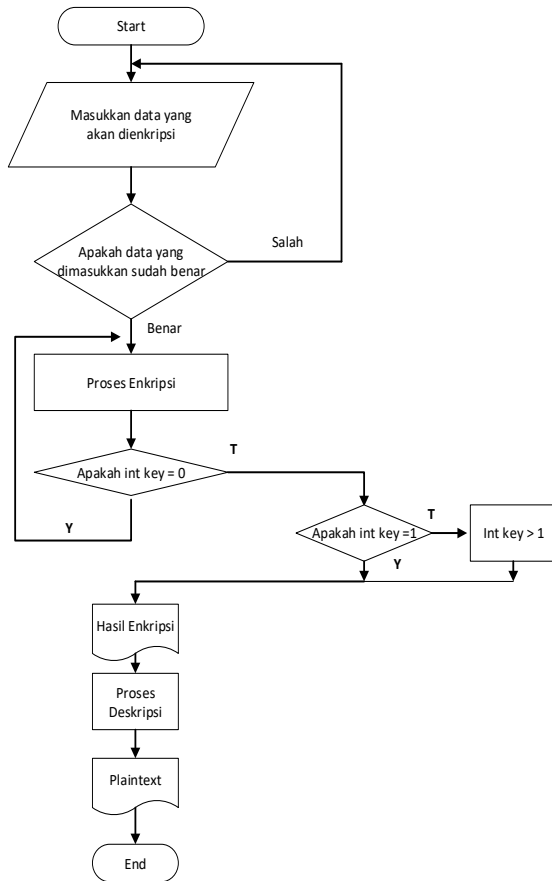 Start
Masukkan data yang
akan dienkripsi
Apakah data yang
dimasukkan sudah benar
Salah
Benar
Proses Enkripsi
Apakah int key = 0
T
Y
Apakah int key =1
T
Int key > 1
Y
Hasil Enkripsi
Proses
Deskripsi
Plaintext
End